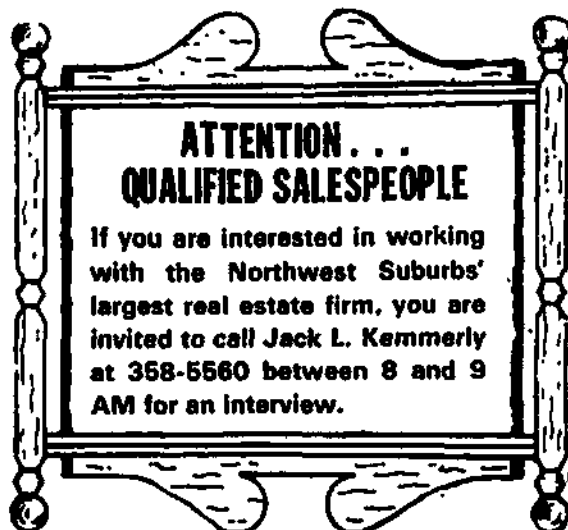 ATTENTION...
QUALIFIED SALESPEOPLE
If you are interested in working
with the Northwest Suburbs'
largest real estate firm, you are
invited to call Jack L. Kemmerly
at 358-5560 between 8 and 9
AM for an interview.